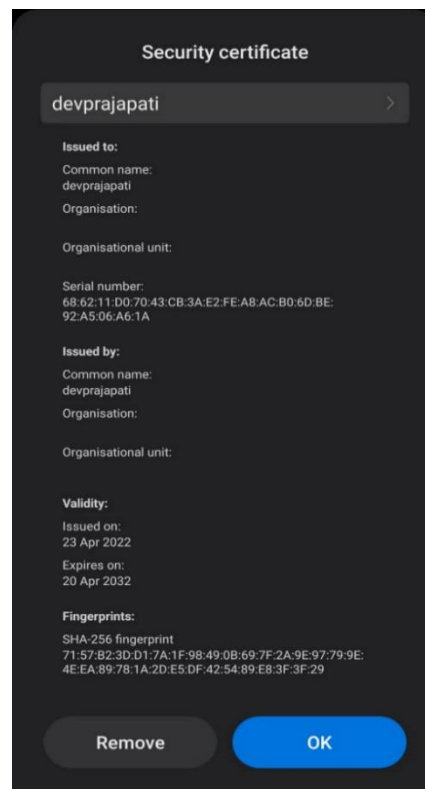 Security certificate
devprajapati
Issued to:
Common name:
devprajapati
Organisation:
Organisational unit:
Serial number:
68:62:11:D0:70:43:CB:3A:E2:FE:A8:AC:B0:6D:BE:
92:A5:06:A6:1A
Issued by:
Common name:
devprajapati
Organisation:
Organisational unit:
Validity:
Issued on:
23 Apr 2022
Expires on:
20 Apr 2032
Fingerprints:
SHA-256 fingerprint
71:57:B2:3D:D1:7A:1F:98:49:0B:69:7F:2A:9E:97:79:9E:
4E:EA:89:78:1A:2D:E5:DF:42:54:89:E8:3F:3F:29
Remove
OK